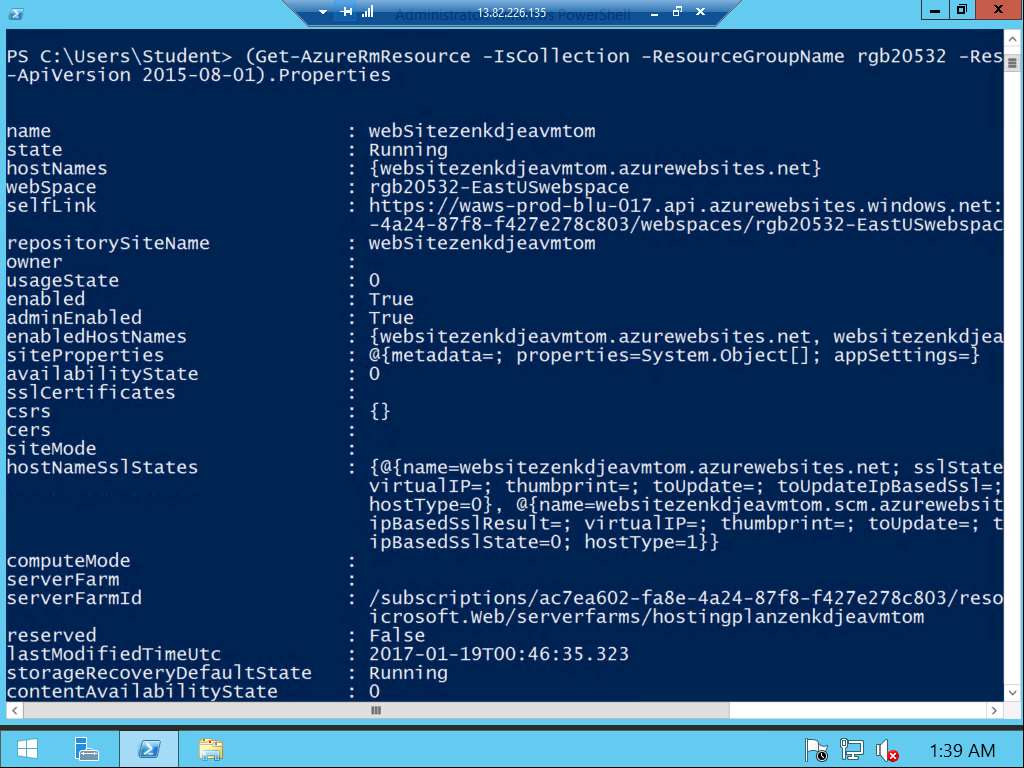 Administrator: Windows PowerShell
13.82.226.135
PS C:\Users\Student> (Get-AzureRmResource -IsCollection -ResourceGroupName rgb20532 -Res
-ApiVersion 2015-08-01).Properties
name : webSitezenkdjeavmtom
state : Running
hostNames : {websitezenkdjeavmtom.azurewebsites.net}
webSpace : rgb20532-EastUSwebspace
selfLink : https://waws-prod-blu-017.api.azurewebsites.windows.net:
-4a24-87f8-f427e278c803/webspaces/rgb20532-EastUSwebspac
repositorySiteName : webSitezenkdjeavmtom
owner :
usageState : 0
enabled : True
adminEnabled : True
enabledHostNames : {websitezenkdjeavmtom.azurewebsites.net, websitezenkdjea
siteProperties : @{metadata=; properties=System.Object[]; appSettings=}
availabilityState : 0
sslCertificates :
csrs : {}
cers :
siteMode :
hostNameSslStates : {@{name=websitezenkdjeavmtom.azurewebsites.net; sslState
virtualIP=; thumbprint=; toUpdate=; toUpdateIpBasedSsl=;
hostType=0}, @{name=websitezenkdjeavmtom.scm.azurewebsit
ipBasedSslResult=; virtualIP=; thumbprint=; toUpdate=; t
ipBasedSslState=0; hostType=1}}
computeMode :
serverFarm :
serverFarmId : /subscriptions/ac7ea602-fa8e-4a24-87f8-f427e278c803/reso
icrosoft.Web/serverfarms/hostingplanzenkdjeavmtom
reserved : False
lastModifiedTimeUtc : 2017-01-19T00:46:35.323
storageRecoveryDefaultState : Running
contentAvailabilityState : 0
1:39 AM